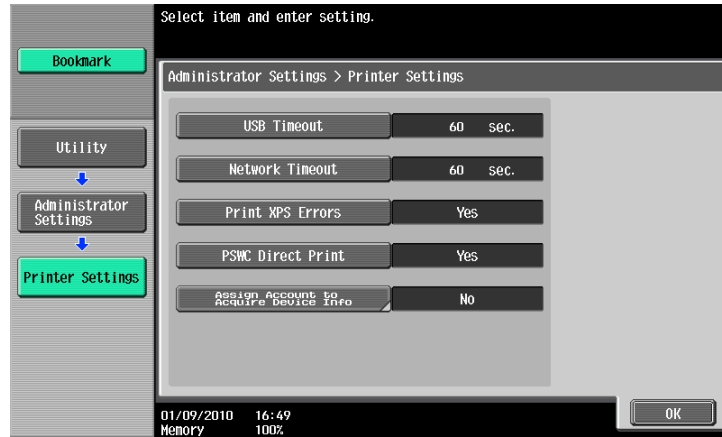 Select item and enter setting.
Bookmark
Administrator Settings > Printer Settings
Utility
Administrator
Settings
Printer Settings
USB Timeout 60 sec.
Network Timeout 60 sec.
Print XPS Errors Yes
PSWC Direct Print Yes
Assign Account to
Acquire Device Info No
01/09/2010 16:49
Memory 100%
OK